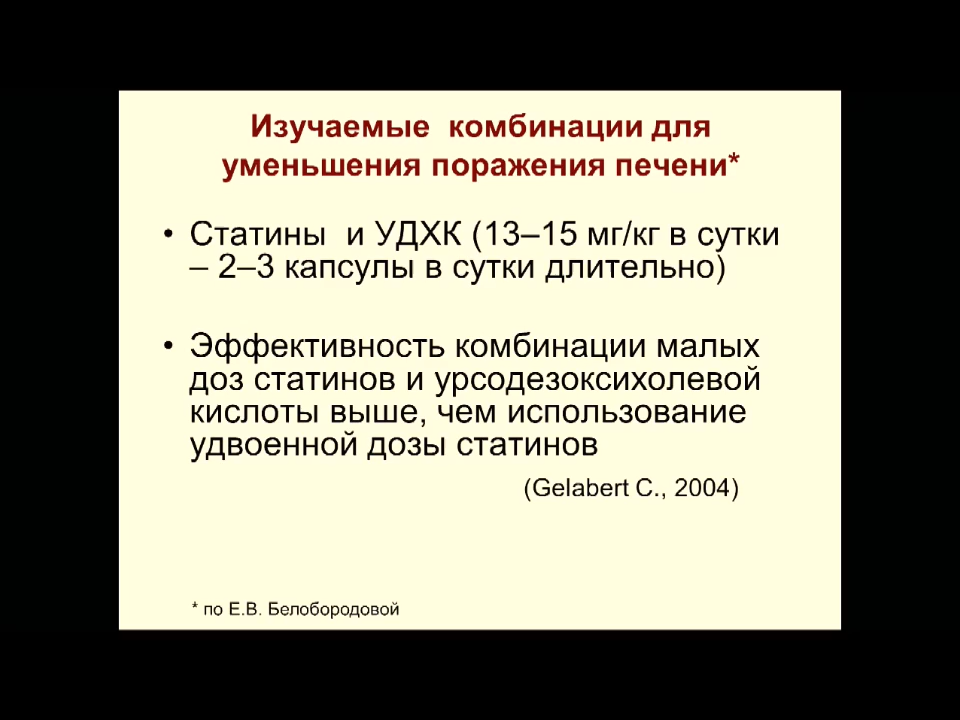 Изучаемые комбинации для
уменьшения поражения печени*
• Статины и УДХК (13–15 мг/кг в сутки
– 2–3 капсулы в сутки длительно)
• Эффективность комбинации малых
доз статинов и урсодезоксихолевой
кислоты выше, чем использование
удвоенной дозы статинов
(Gelabert C., 2004)
* по Е.В. Белобородовой